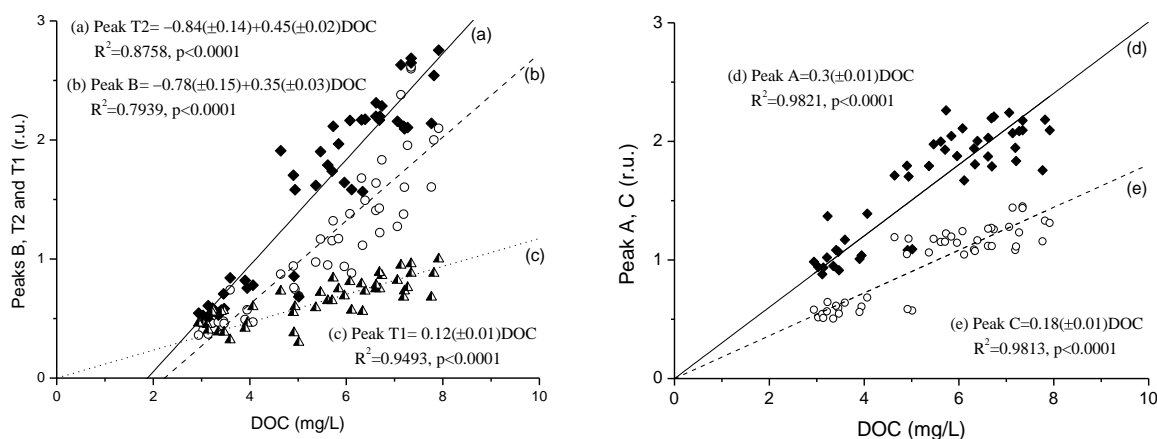 (a) Peak T2= −0.84(±0.14)+0.45(±0.02)DOC
R²=0.8758, p<0.0001
(b) Peak B= −0.78(±0.15)+0.35(±0.03)DOC
R²=0.7939, p<0.0001
(a)
(b)
(c)
(c) Peak T1= 0.12(±0.01)DOC
R²=0.9493, p<0.0001
Peaks B, T2 and T1 (r.u.)
3
2
1
0
0 2 4 6 8 10
DOC (mg/L)
(d) Peak A=0.3(±0.01)DOC
R²=0.9821, p<0.0001
(d)
(e)
(e) Peak C=0.18(±0.01)DOC
R²=0.9813, p<0.0001
Peak A, C (r.u.)
3
2
1
0
0 2 4 6 8 10
DOC (mg/L)